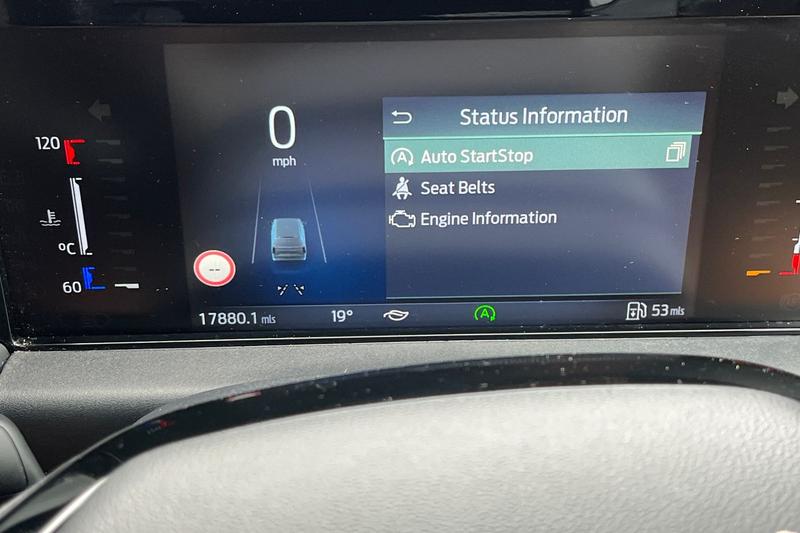 0
mph
Status Information
Auto StartStop
Seat Belts
Engine Information
120
°C
60
--
17880.1 mls
19°
A
53 mls